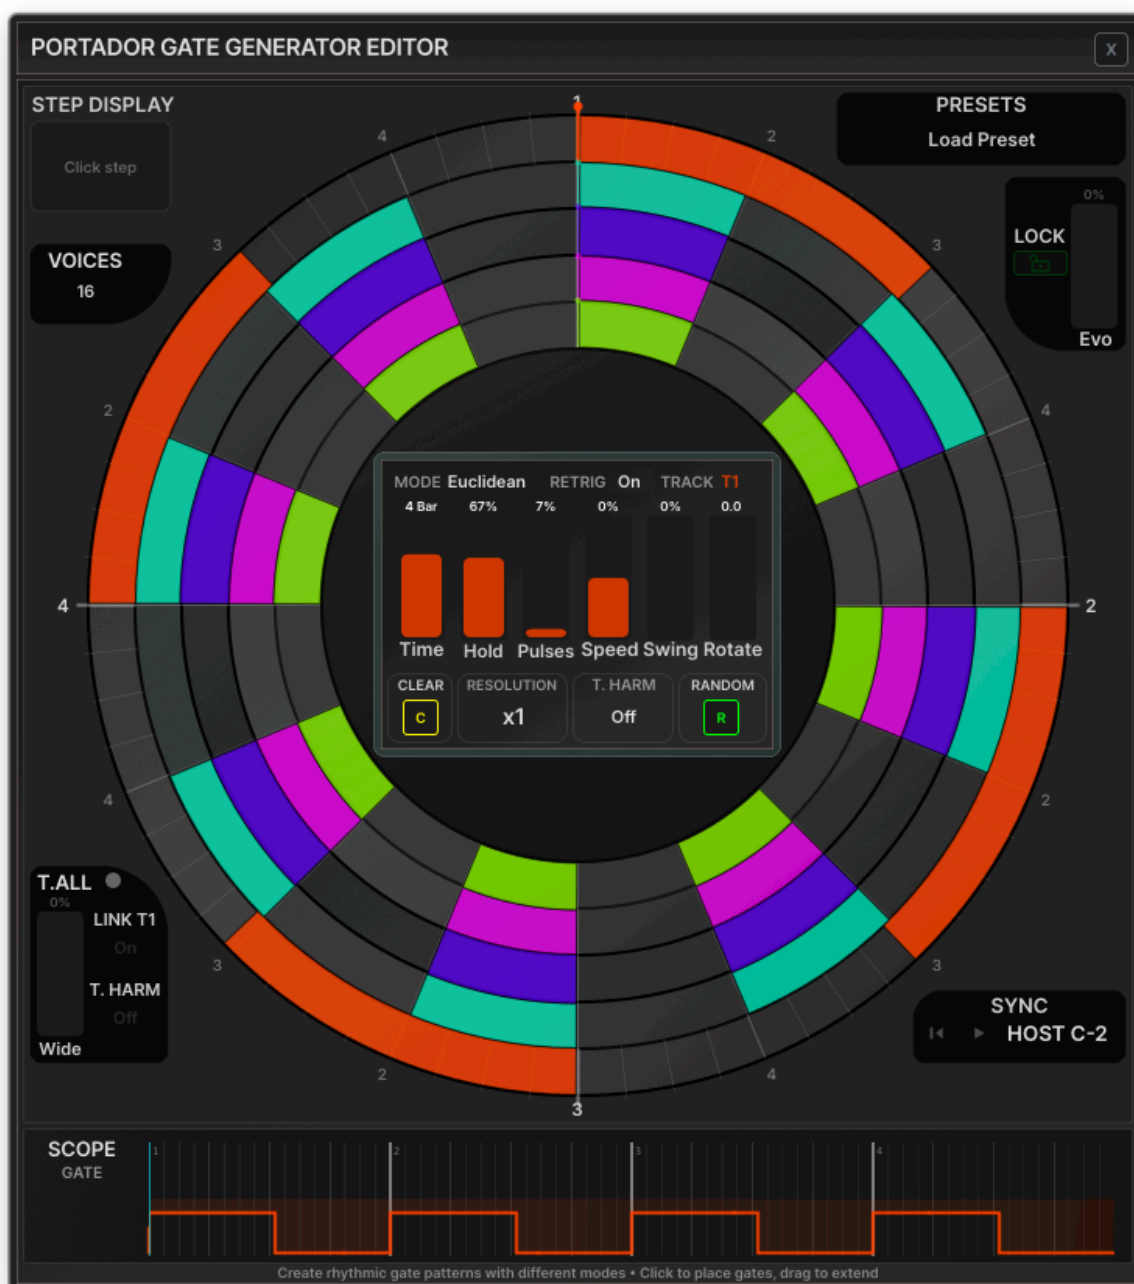 PORTADOR GATE GENERATOR EDITOR
X
STEP DISPLAY
Click step
VOICES
16
PRESETS
Load Preset
0%
LOCK
Evo
1
2
3
4
2
2
3
4
3
2
3
4
4
2
3
4
MODE Euclidean RETRIG On TRACK T1
4 Bar 67% 7% 0% 0% 0.0
Time Hold Pulses Speed Swing Rotate
CLEAR RESOLUTION T. HARM RANDOM
C x1 Off R
T.ALL
0%
LINK T1
On
T. HARM
Off
Wide
SYNC
HOST C-2
SCOPE
GATE
1 2 3 4
Create rhythmic gate patterns with different modes • Click to place gates, drag to extend